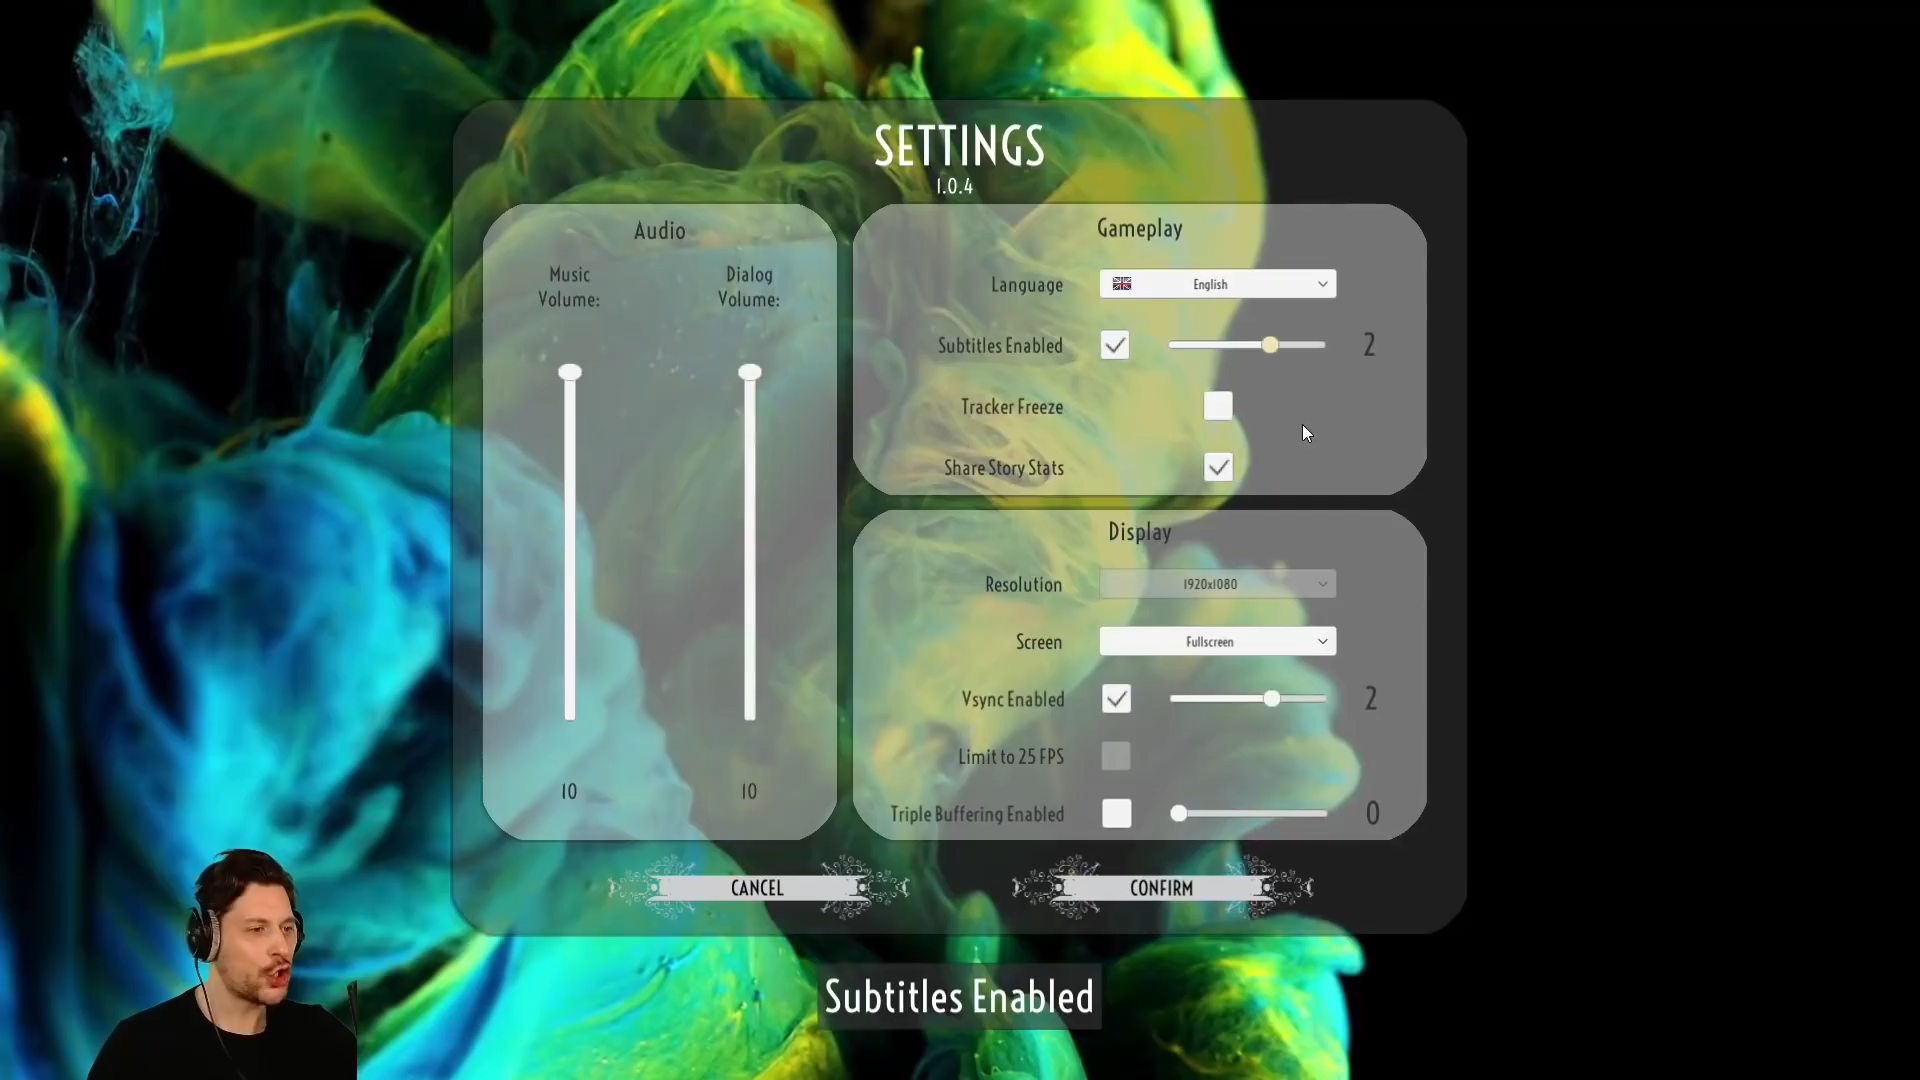 SETTINGS
1.0.4
Audio
Music
Volume:
Dialog
Volume:
10
10
Gameplay
Language
English
Subtitles Enabled
2
Tracker Freeze
Share Story Stats
Display
Resolution
1920x1080
Screen
Fullscreen
Vsync Enabled
2
Limit to 25 FPS
Triple Buffering Enabled
0
CANCEL
CONFIRM
Subtitles Enabled